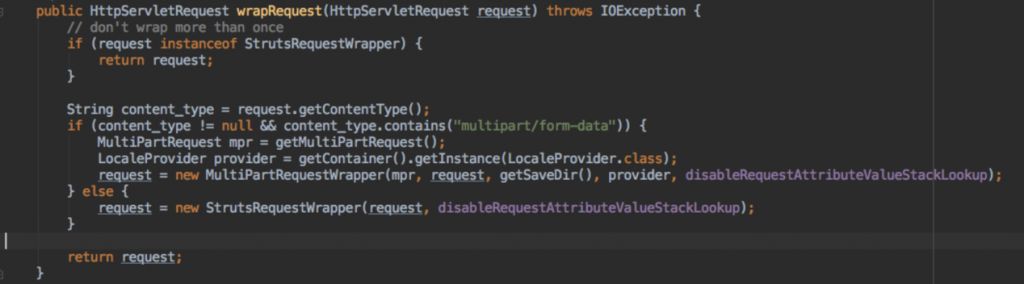 public HttpServletRequest wrapRequest(HttpServletRequest request) throws IOException {
    // don't wrap more than once
    if (request instanceof StrutsRequestWrapper) {
        return request;
    }

    String content_type = request.getContentType();
    if (content_type != null && content_type.contains("multipart/form-data")) {
        MultiPartRequest mpr = getMultiPartRequest();
        LocaleProvider provider = getContainer().getInstance(LocaleProvider.class);
        request = new MultiPartRequestWrapper(mpr, request, getSaveDir(), provider, disableRequestAttributeValueStackLookup);
    } else {
        request = new StrutsRequestWrapper(request, disableRequestAttributeValueStackLookup);
    }

    return request;
}